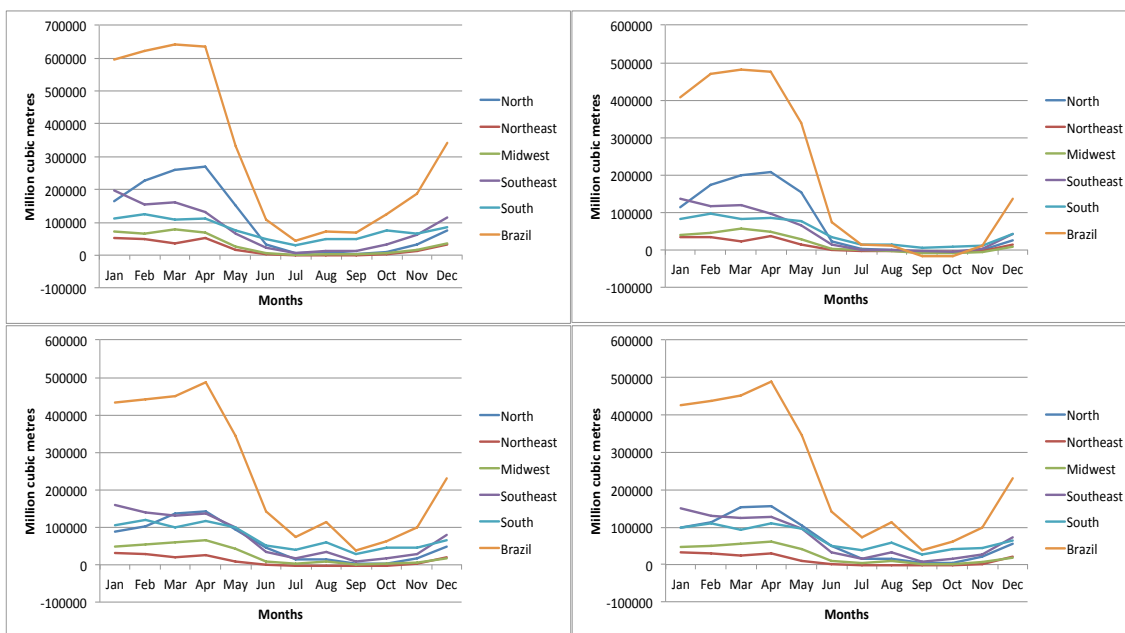 700000
600000
500000
400000
300000
200000
100000
0
-100000
Million cubic metres
Jan Feb Mar Apr May Jun Jul Aug Sep Oct Nov Dec
Months
North
Northeast
Midwest
Southeast
South
Brazil
600000
500000
400000
300000
200000
100000
0
-100000
Million cubic metres
Jan Feb Mar Apr May Jun Jul Aug Sep Oct Nov Dec
Months
North
Northeast
Midwest
Southeast
South
Brazil
600000
500000
400000
300000
200000
100000
0
-100000
Million cubic metres
Jan Feb Mar Apr May Jun Jul Aug Sep Oct Nov Dec
Months
North
Northeast
Midwest
Southeast
South
Brazil
600000
500000
400000
300000
200000
100000
0
-100000
Million cubic metres
Jan Feb Mar Apr May Jun Jul Aug Sep Oct Nov Dec
Months
North
Northeast
Midwest
Southeast
South
Brazil